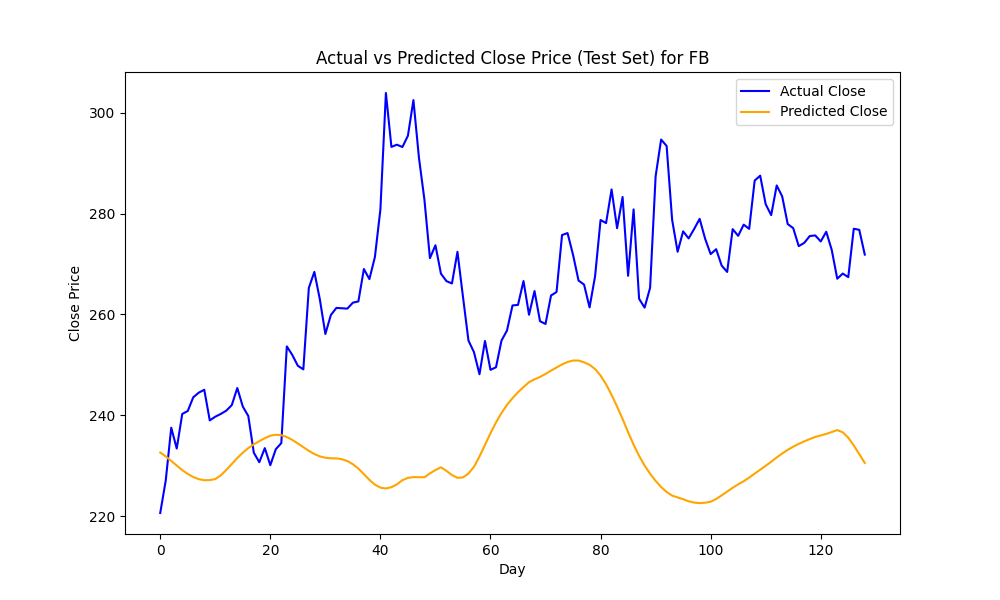 Actual vs Predicted Close Price (Test Set) for FB
Actual Close
Predicted Close
Close Price
300
280
260
240
220
0 20 40 60 80 100 120
Day